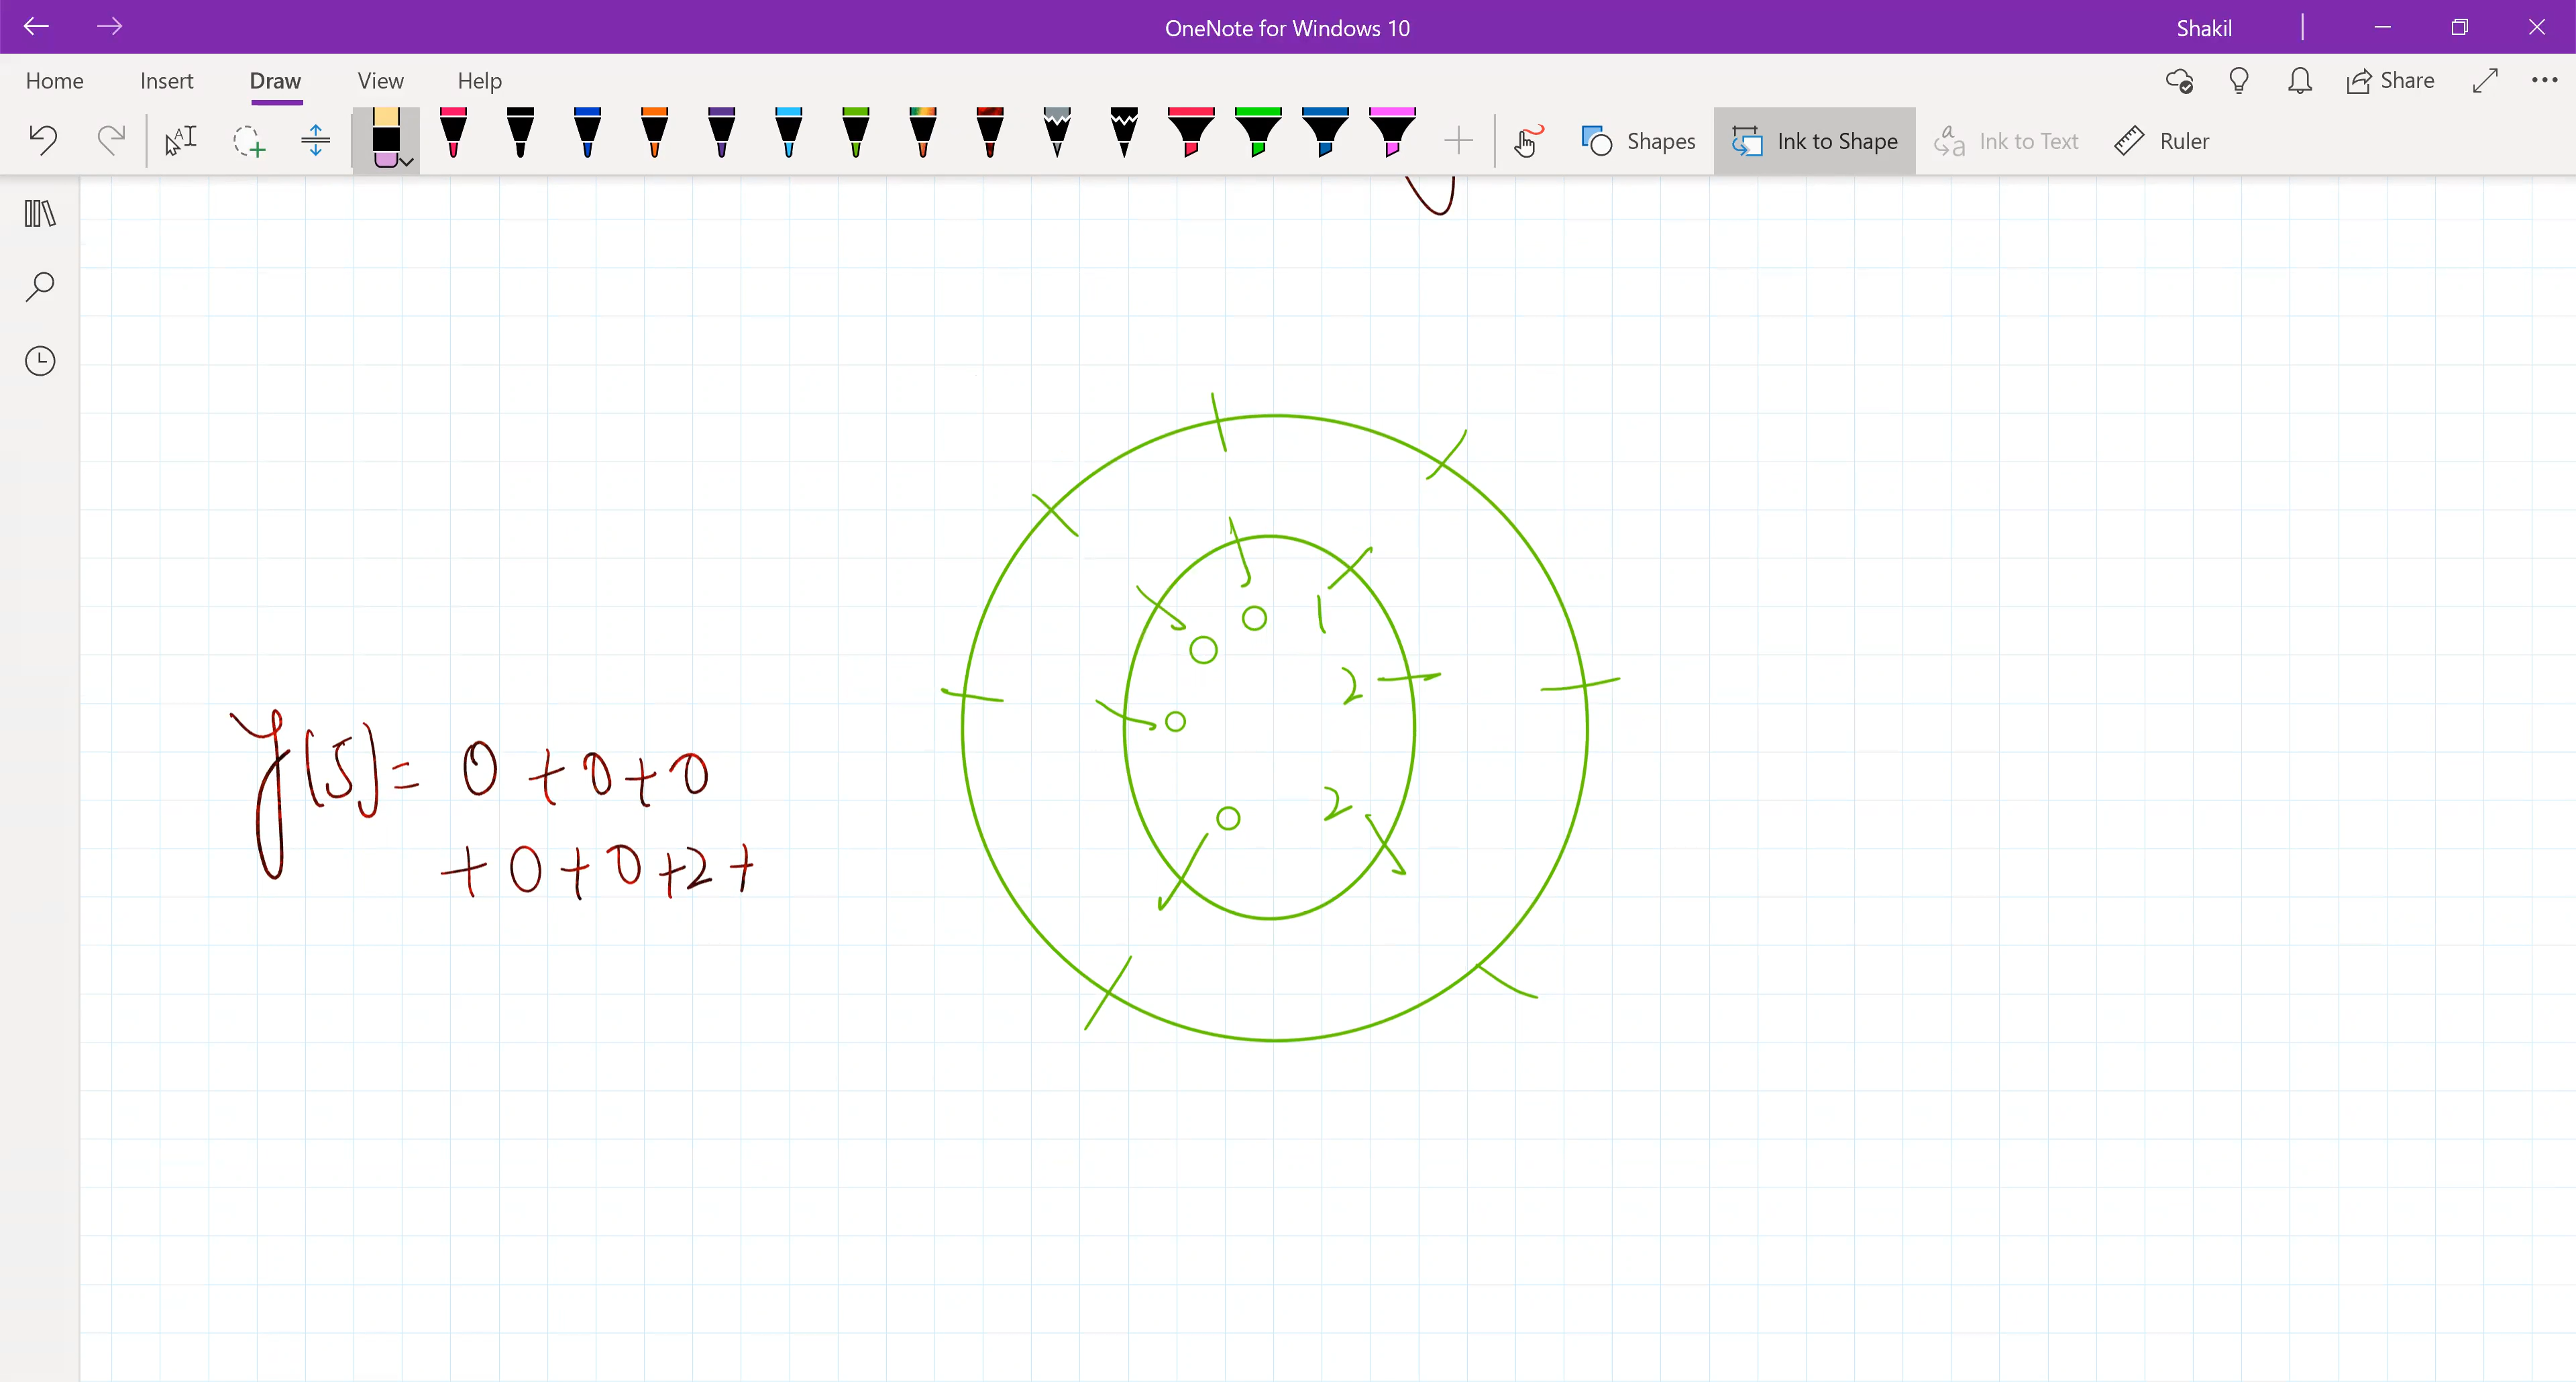 OneNote for Windows 10
Shakil
Home Insert Draw View Help
Share
Shapes Ink to Shape Ink to Text Ruler
1
0
0
2
0
y[5] = 0 + 0 + 0
2
0
+ 0 + 0 + 2 +